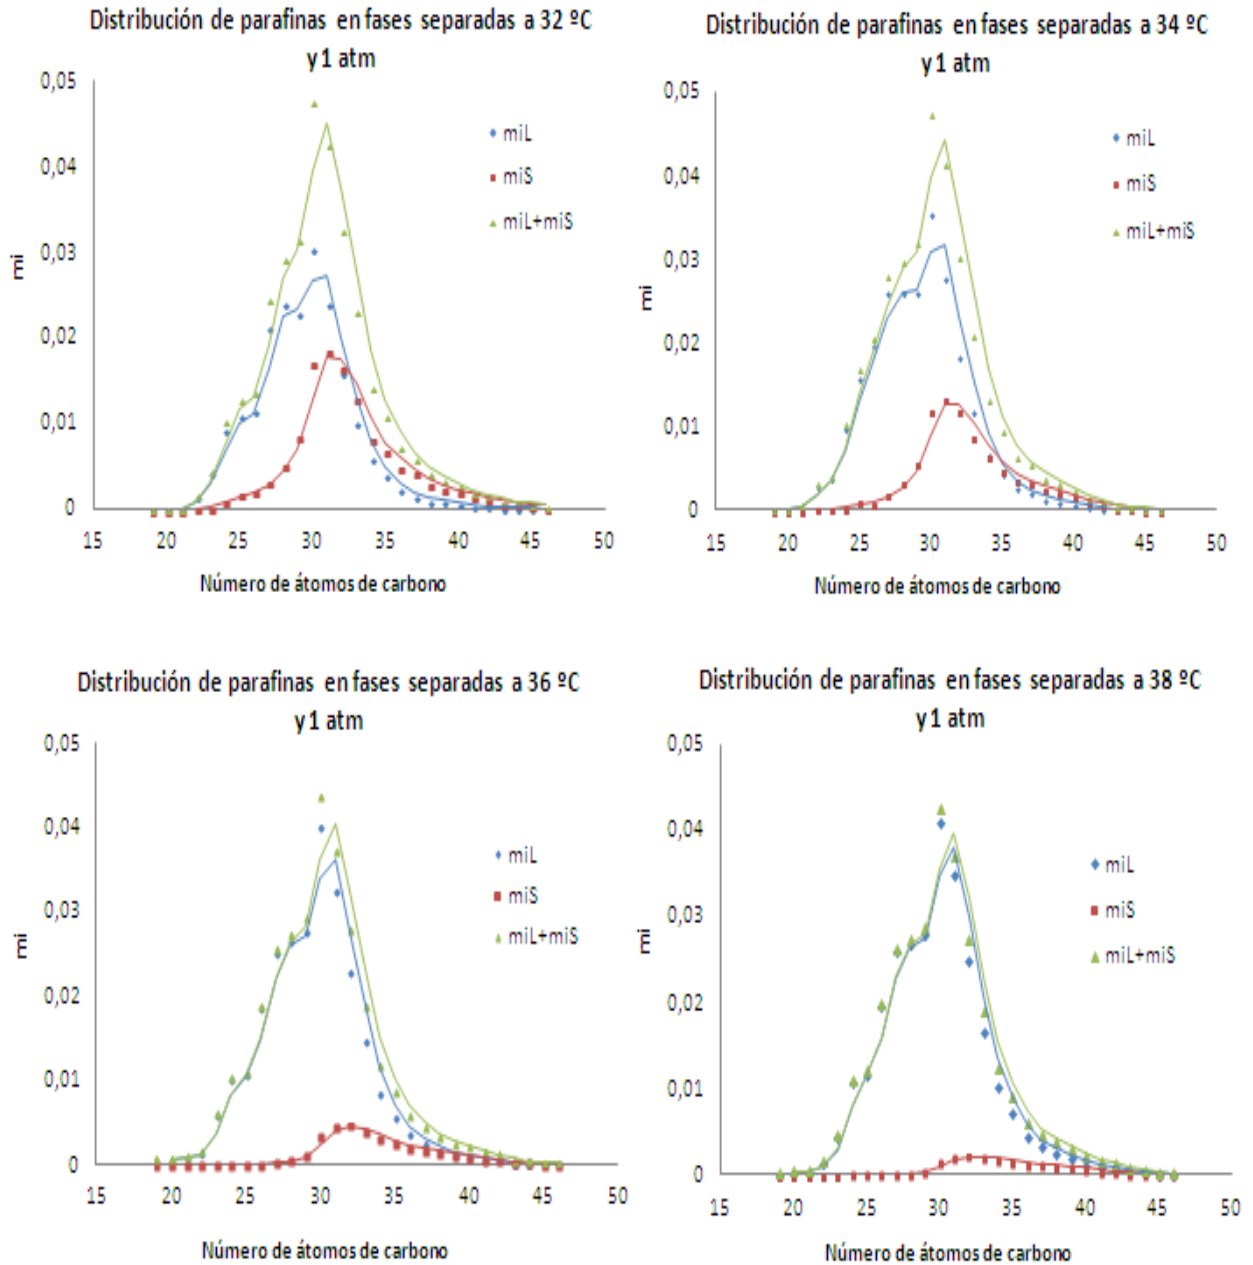 Distribución de parafinas en fases separadas a 32 ºC
y 1 atm
0,05
0,04
0,03
0,02
0,01
0
mi
miL
miS
miL+miS
15 20 25 30 35 40 45 50
Número de átomos de carbono
Distribución de parafinas en fases separadas a 34 ºC
y 1 atm
0,05
0,04
0,03
0,02
0,01
0
mi
miL
miS
miL+miS
15 20 25 30 35 40 45 50
Número de átomos de carbono
Distribución de parafinas en fases separadas a 36 ºC
y 1 atm
0,05
0,04
0,03
0,02
0,01
0
mi
miL
miS
miL+miS
15 20 25 30 35 40 45 50
Número de átomos de carbono
Distribución de parafinas en fases separadas a 38 ºC
y 1 atm
0,05
0,04
0,03
0,02
0,01
0
mi
miL
miS
miL+miS
15 20 25 30 35 40 45 50
Número de átomos de carbono